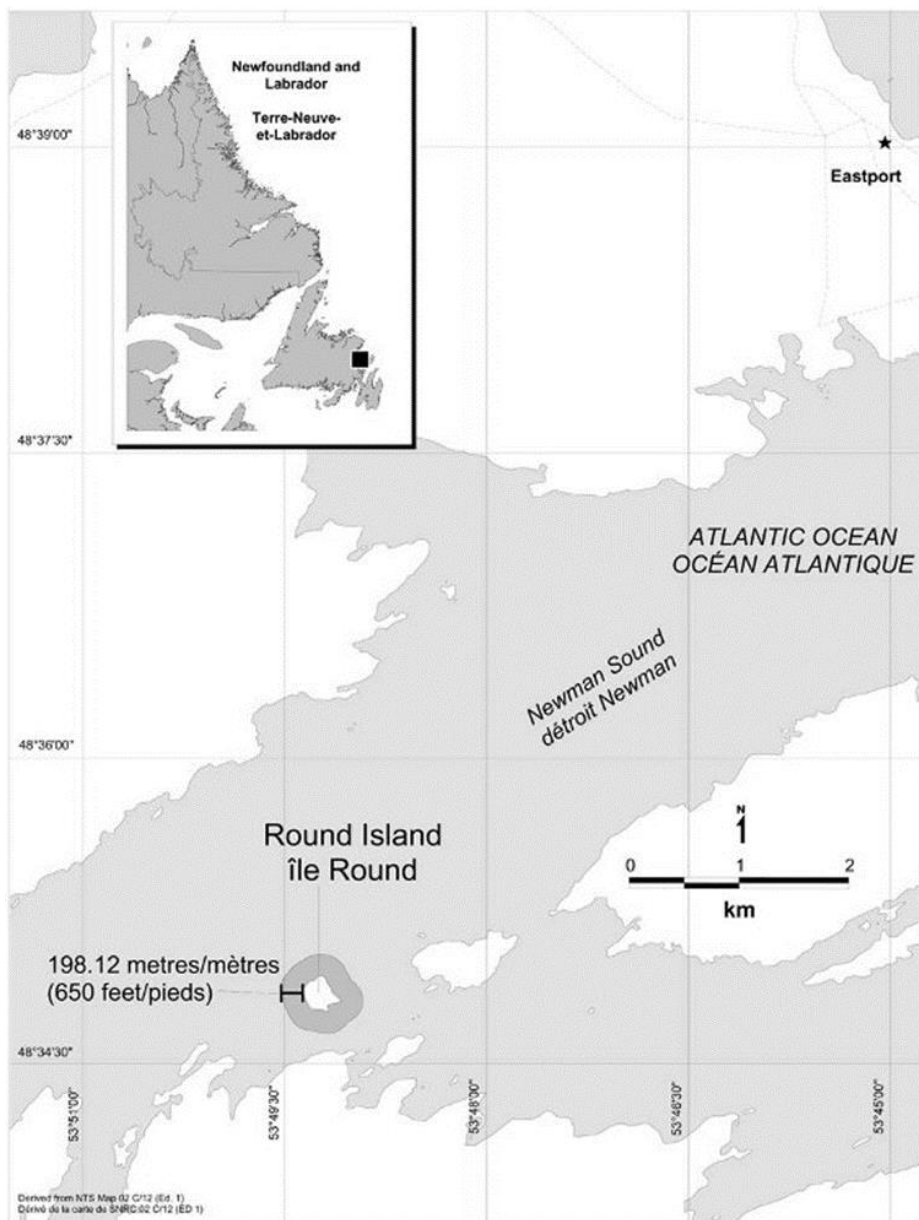 Newfoundland and
Labrador
Terre-Neuve-
et-Labrador
48°39'00"
Eastport
48°37'30"
ATLANTIC OCEAN
OCÉAN ATLANTIQUE
Newman Sound
détroit Newman
48°36'00"
Round Island
île Round
N
0 1 2
km
198.12 metres/mètres
(650 feet/pieds)
48°34'30"
53°51'00"
53°49'30"
53°48'00"
53°46'30"
53°45'00"
Derived from NTS Map 02 C/12 (Ed. 1)
Dérivé de la carte de SNRC 02 C/12 (ED 1)